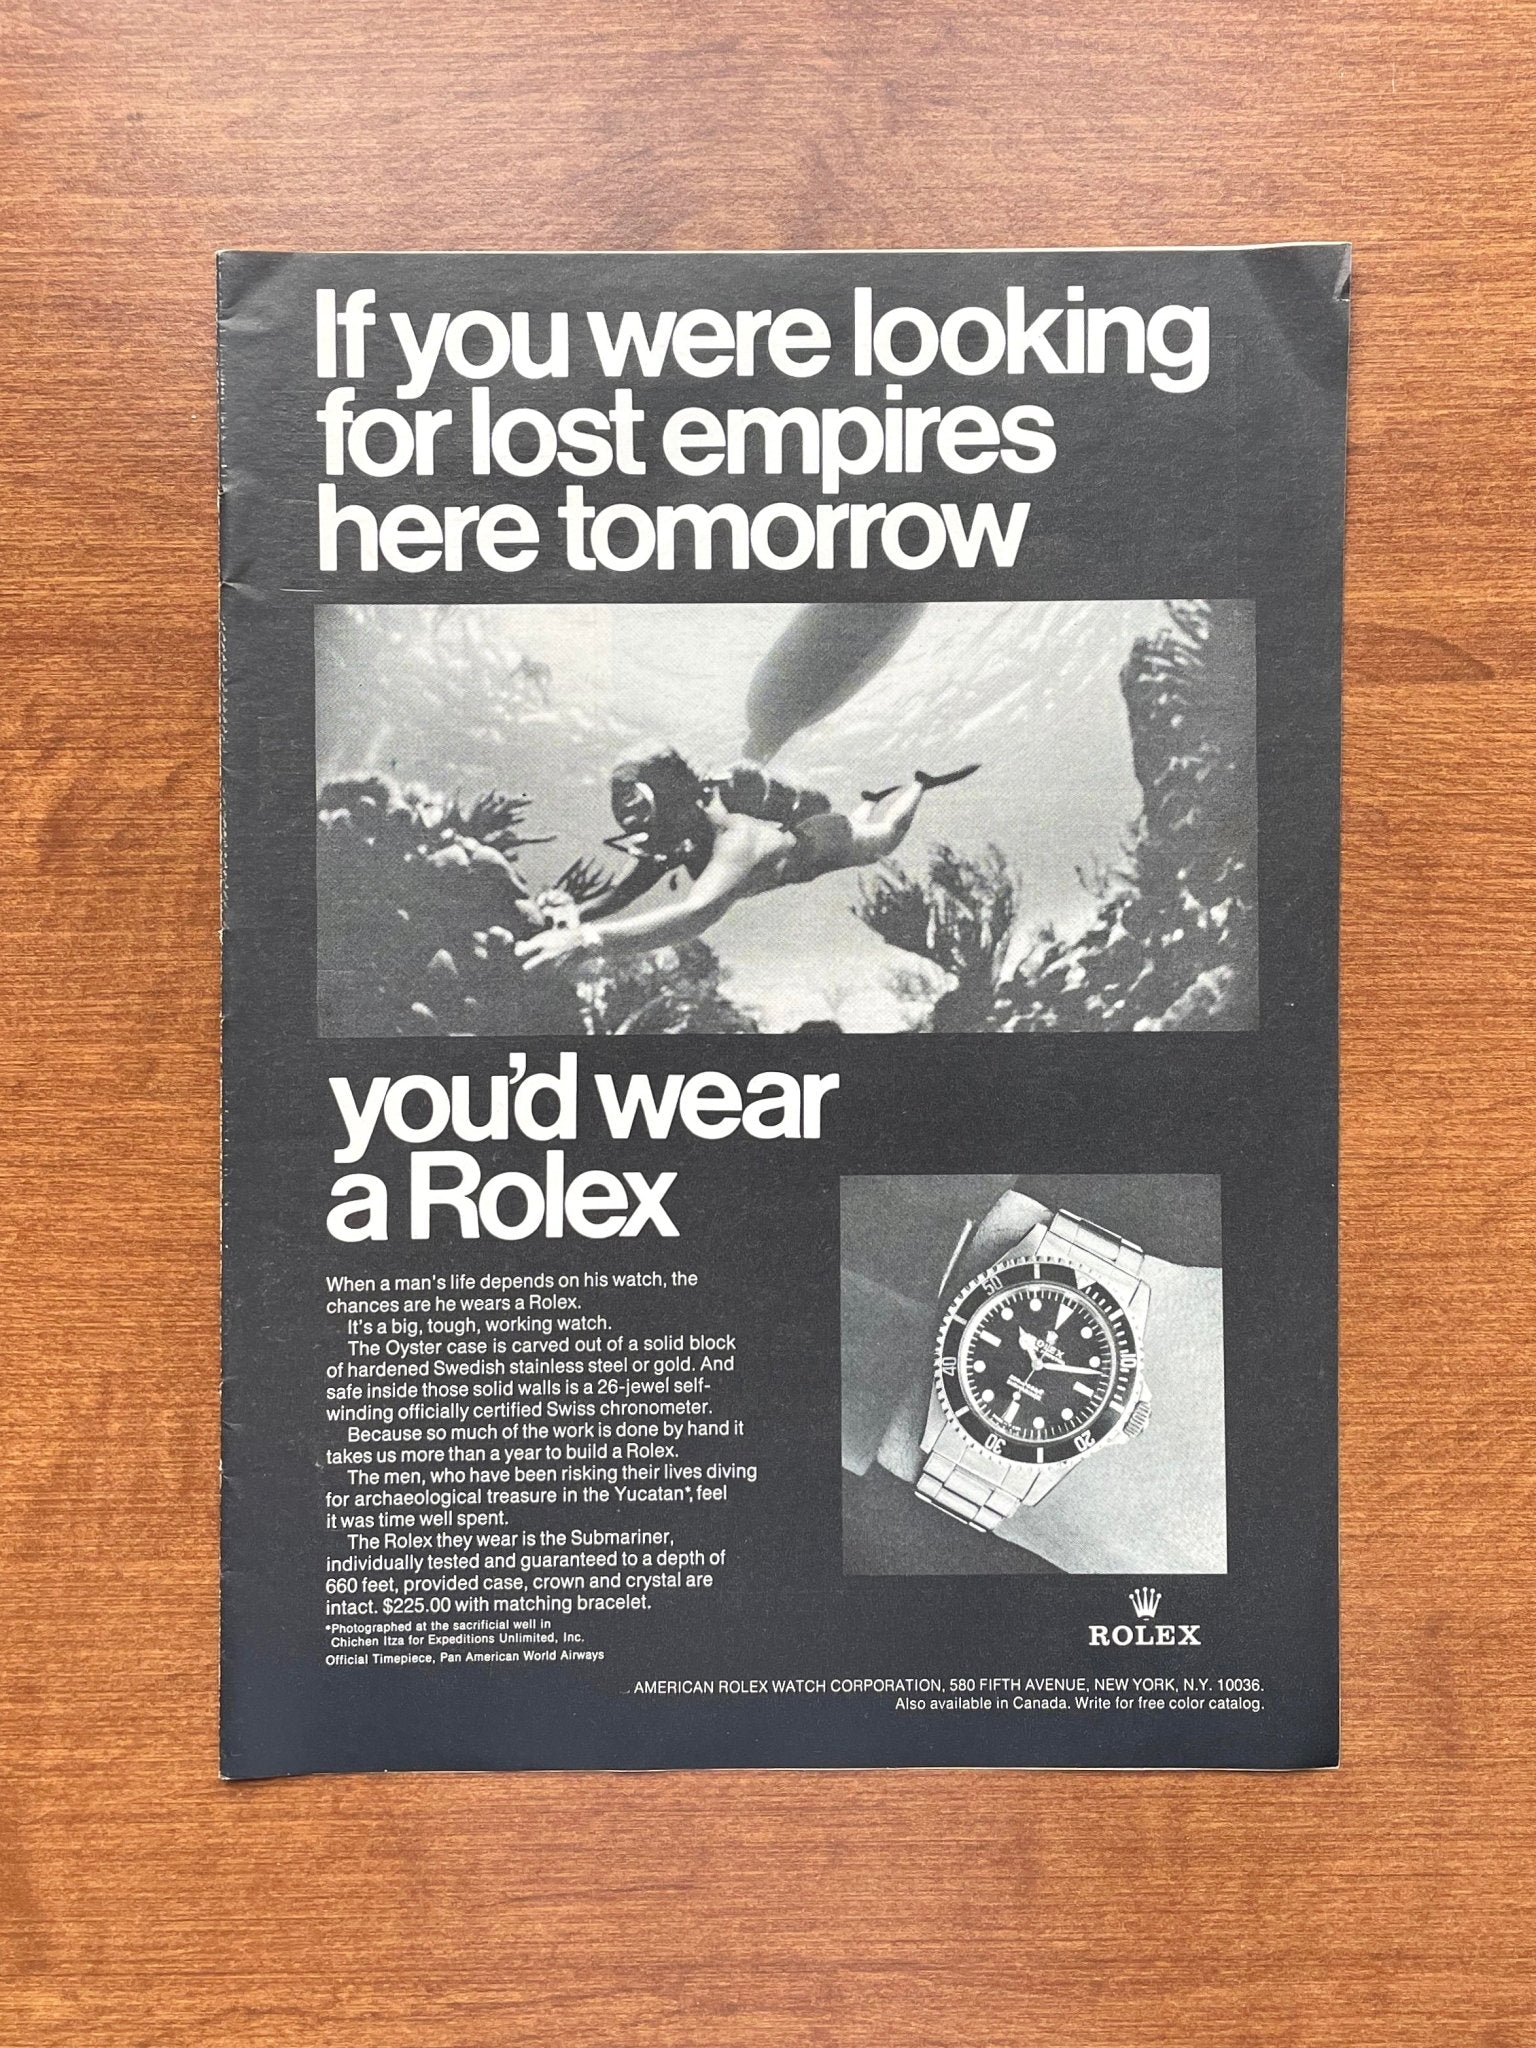 If you were looking
for lost empires
here tomorrow
you'd wear
a Rolex
When a man's life depends on his watch, the
chances are he wears a Rolex.
It's a big, tough, working watch.
The Oyster case is carved out of a solid block
of hardened Swedish stainless steel or gold. And
safe inside those solid walls is a 26-jewel self-
winding officially certified Swiss chronometer.
Because so much of the work is done by hand it
takes us more than a year to build a Rolex.
The men, who have been risking their lives diving
for archaeological treasure in the Yucatan*, feel
it was time well spent.
The Rolex they wear is the Submariner,
individually tested and guaranteed to a depth of
660 feet, provided case, crown and crystal are
intact. $225.00 with matching bracelet.
*Photographed at the sacrificial well in
Chichen Itza for Expeditions Unlimited, Inc.
Official Timepiece, Pan American World Airways
50
10
40
20
30
ROLEX
ROLEX
AMERICAN ROLEX WATCH CORPORATION, 580 FIFTH AVENUE, NEW YORK, N.Y. 10036.
Also available in Canada. Write for free color catalog.